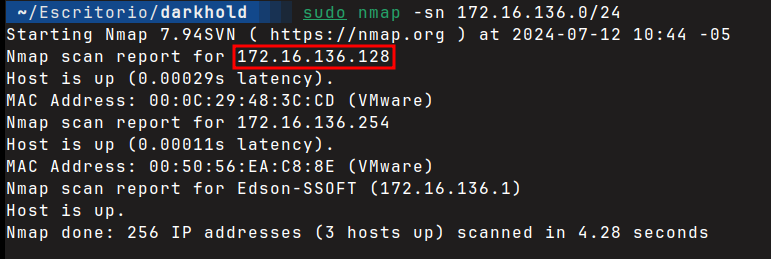 ~/Escritorio/darkhold sudo nmap -sn 172.16.136.0/24
Starting Nmap 7.94SVN ( https://nmap.org ) at 2024-07-12 10:44 -05
Nmap scan report for 172.16.136.128
Host is up (0.00029s latency).
MAC Address: 00:0C:29:48:3C:CD (VMware)
Nmap scan report for 172.16.136.254
Host is up (0.00011s latency).
MAC Address: 00:50:56:EA:C8:8E (VMware)
Nmap scan report for Edson-SSOFT (172.16.136.1)
Host is up.
Nmap done: 256 IP addresses (3 hosts up) scanned in 4.28 seconds